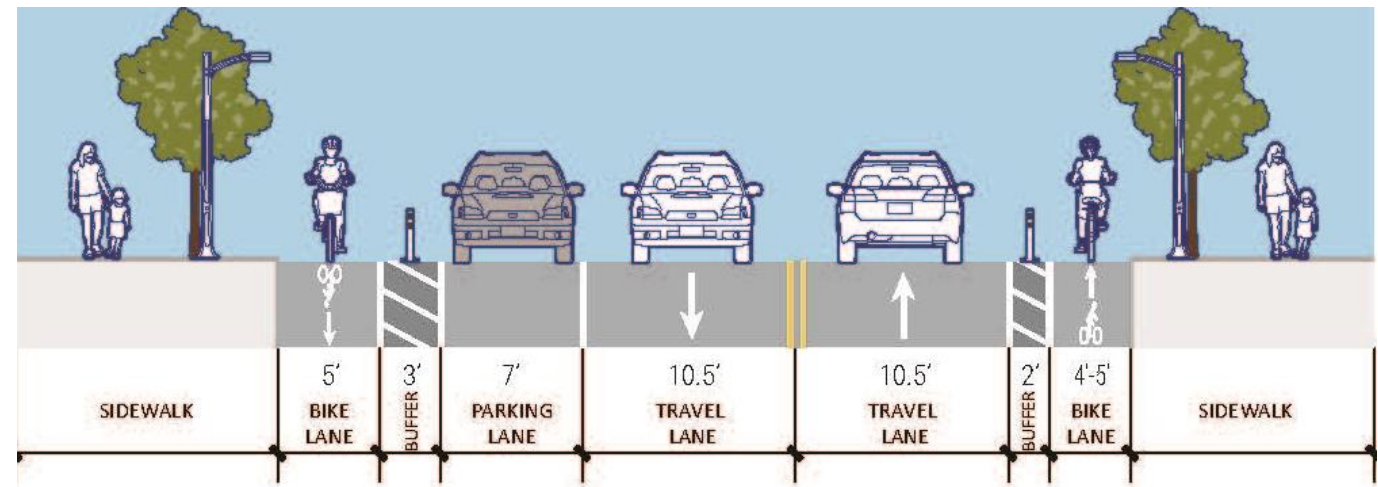 5' 3' 7' 10.5' 10.5' 2' 4'-5'
SIDEWALK BIKE LANE BUFFER PARKING LANE TRAVEL LANE TRAVEL LANE BUFFER BIKE LANE SIDEWALK